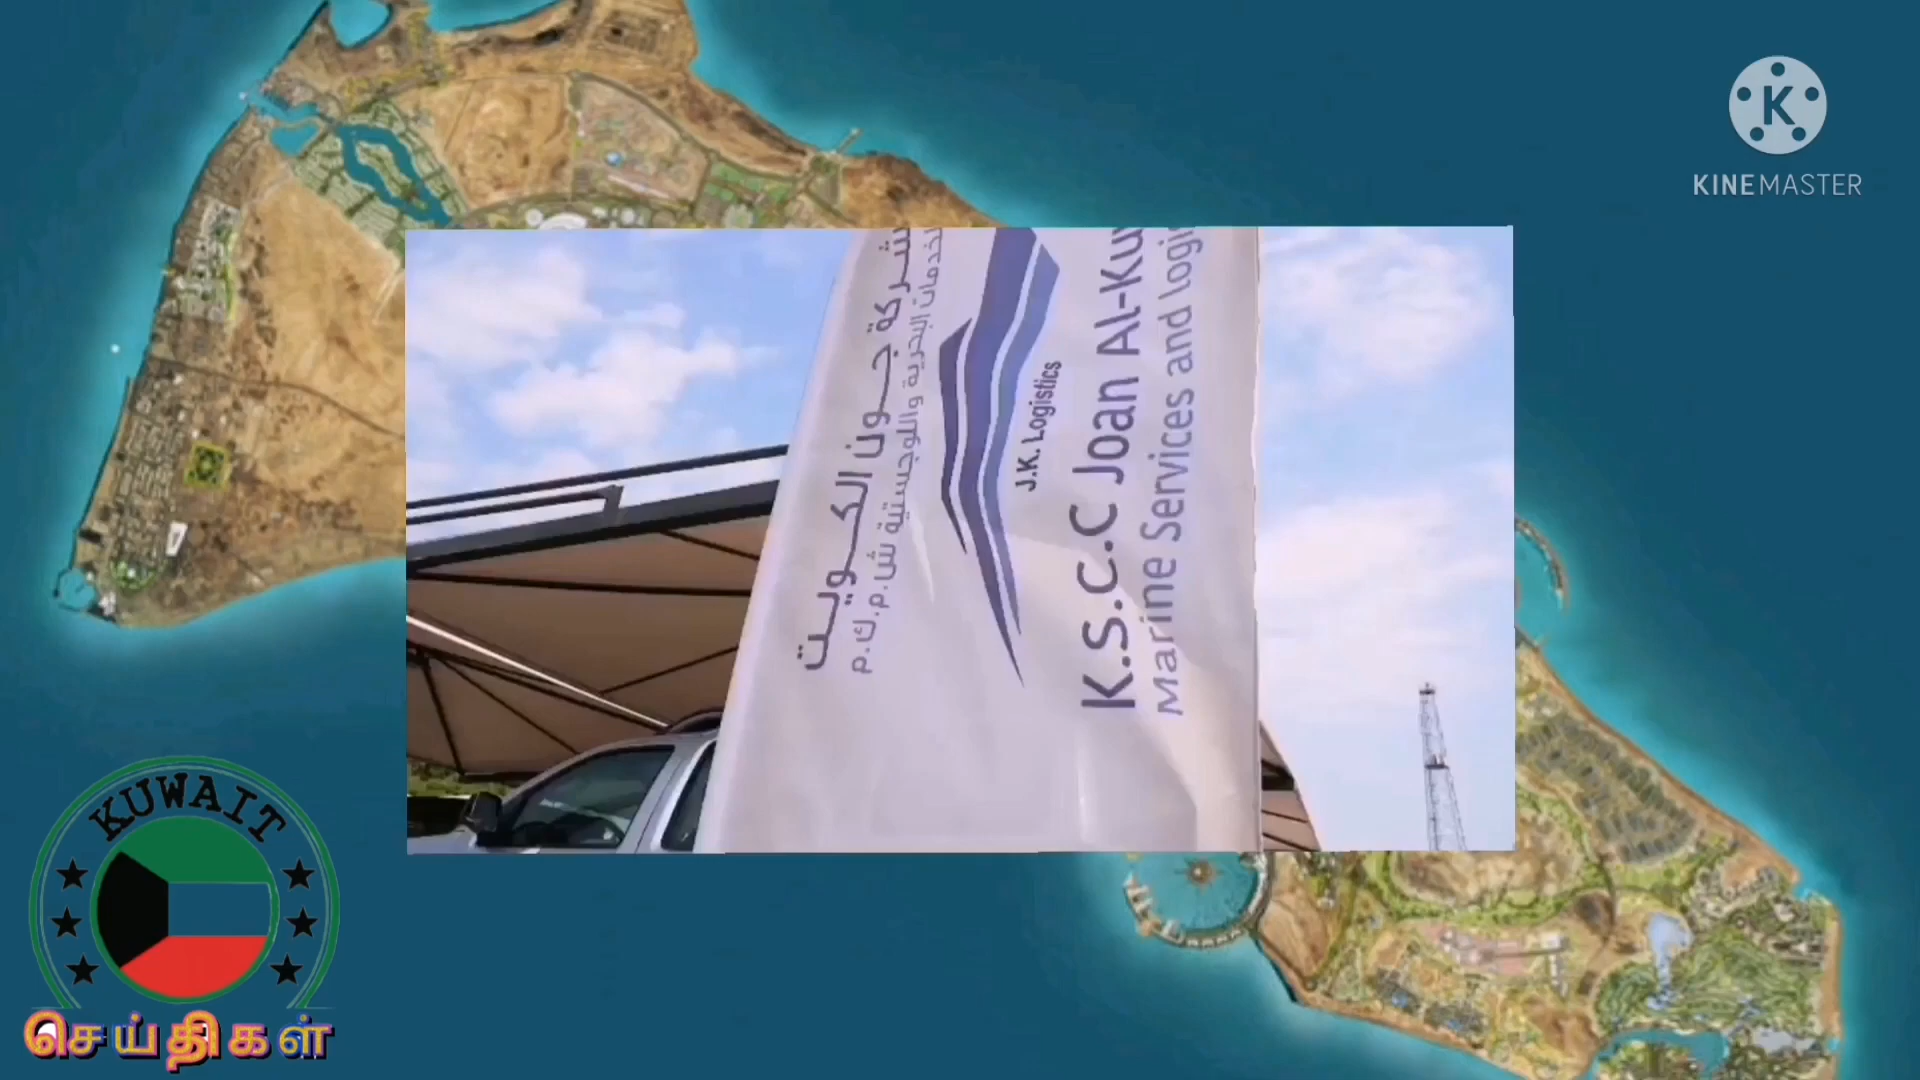 KINEMASTER
شركة جون الكويت
للخدمات البحرية واللوجستية ش.م.ك.م
J.K. Logistics
K.S.C.C Joan Al-Ku
Marine Services and Logi
KUWAIT
செய்திகள்